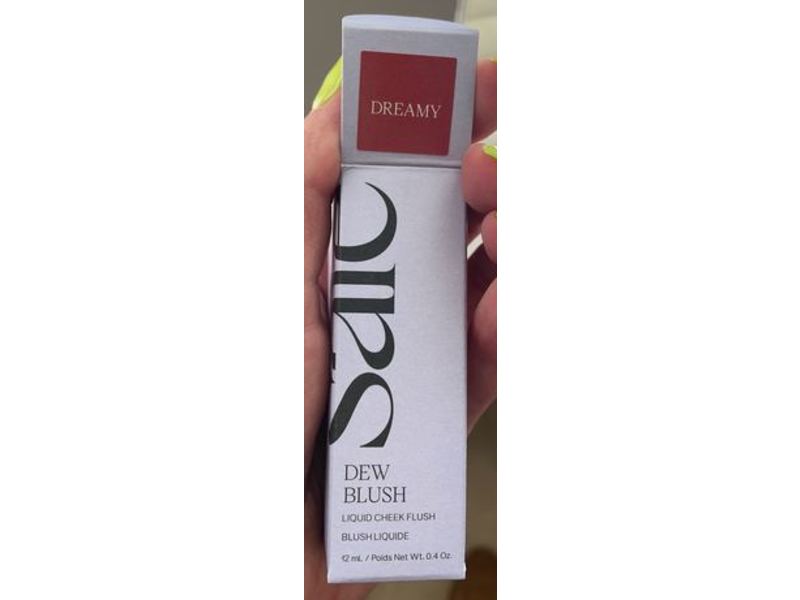 DREAMY
Saie
DEW
BLUSH
LIQUID CHEEK FLUSH
BLUSH LIQUIDE
12 mL / Poids Net Wt. 0.4 Oz.